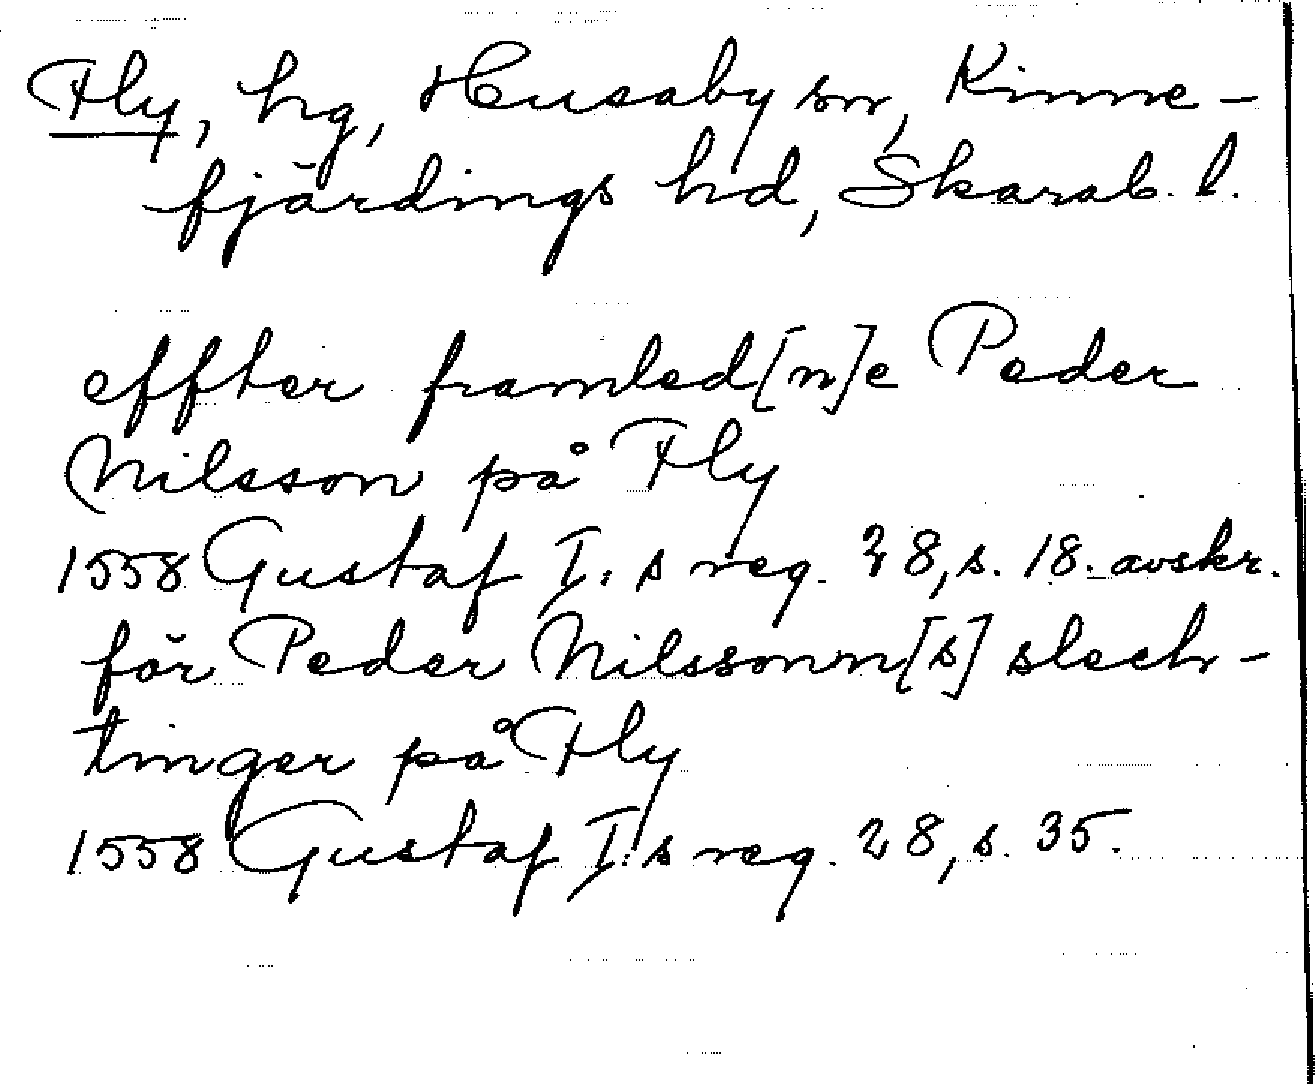 Fly, hg, Husaby sn, Kinne-
fjärdings hd, Skarab. l.
effter framled[n]e Peder
Nilsson på Fly
1558 Gustaf I:s reg. 28, s. 18. avskr.
för Peder Nilssonn[s] slech-
tinger på Fly
1558 Gustaf I:s reg. 28, s. 35.